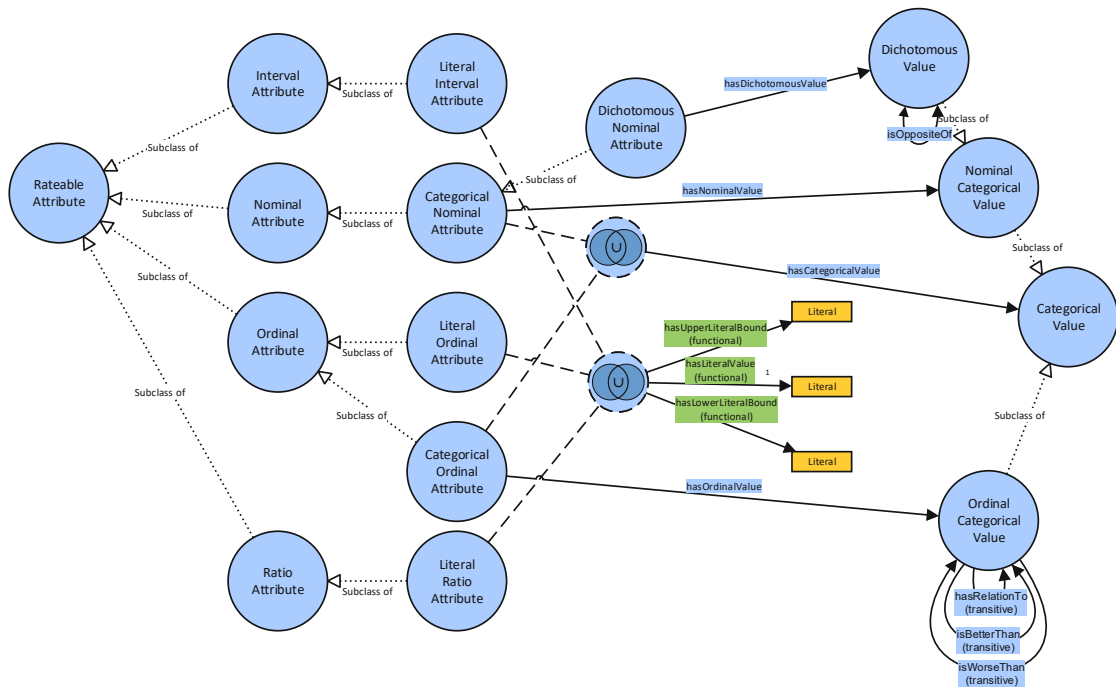 Dichotomous
Value
Subclass of
Interval
Attribute
Subclass of
Literal
Interval
Attribute
hasDichotomousValue
Dichotomous
Nominal
Attribute
Subclass of
isOppositeOf
Subclass of
Rateable
Attribute
Subclass of
Nominal
Attribute
Subclass of
Categorical
Nominal
Attribute
Subclass of
hasNominalValue
Nominal
Categorical
Value
Subclass of
U
hasCategoricalValue
Categorical
Value
Subclass of
Ordinal
Attribute
Subclass of
Literal
Ordinal
Attribute
hasUpperLiteralBound
(functional)
Literal
U
hasLiteralValue
(functional)
1
Literal
hasLowerLiteralBound
(functional)
Literal
Subclass of
Subclass of
Categorical
Ordinal
Attribute
hasOrdinalValue
Subclass of
Ordinal
Categorical
Value
Ratio
Attribute
Subclass of
Literal
Ratio
Attribute
hasRelationTo
(transitive)
isBetterThan
(transitive)
isWorseThan
(transitive)